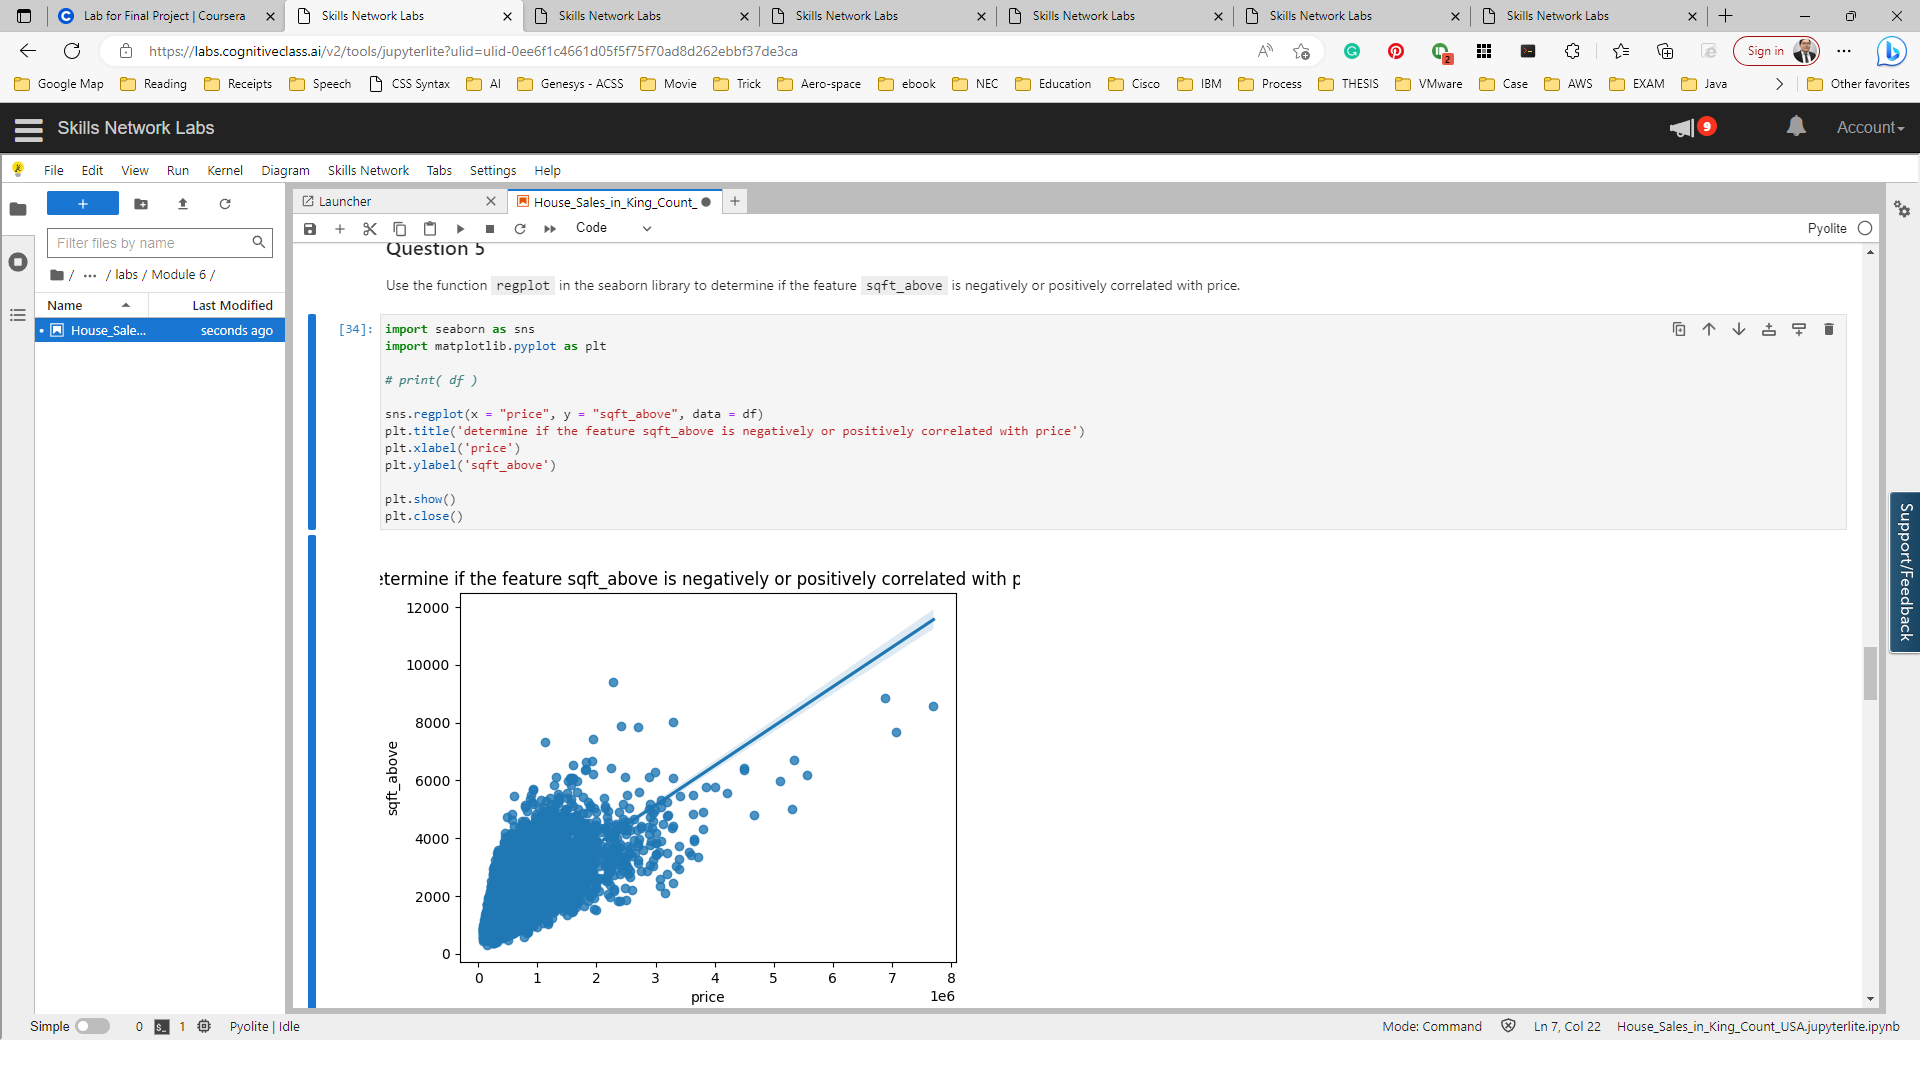 Lab for Final Project | Coursera
Skills Network Labs
Skills Network Labs
Skills Network Labs
Skills Network Labs
Skills Network Labs
Skills Network Labs
https://labs.cognitiveclass.ai/v2/tools/jupyterlite?ulid=ulid-0ee6f1c4661d05f5f75f70ad8d262ebbf37de3ca
2
Sign in
Google Map Reading Receipts Speech CSS Syntax AI Genesys - ACSS Movie Trick Aero-space ebook NEC Education Cisco IBM Process THESIS VMware Case AWS EXAM Java Other favorites
Skills Network Labs
9
Account
File Edit View Run Kernel Diagram Skills Network Tabs Settings Help
+
Launcher
House_Sales_in_King_Count_
Filter files by name
Code
Pyolite
/ ... / labs / Module 6 /
Name Last Modified
House_Sale... seconds ago
Question 5
Use the function regplot in the seaborn library to determine if the feature sqft_above is negatively or positively correlated with price.
[34]:
import seaborn as sns
import matplotlib.pyplot as plt
# print( df )
sns.regplot(x = "price", y = "sqft_above", data = df)
plt.title('determine if the feature sqft_above is negatively or positively correlated with price')
plt.xlabel('price')
plt.ylabel('sqft_above')
plt.show()
plt.close()
etermine if the feature sqft_above is negatively or positively correlated with p
12000
10000
8000
6000
4000
2000
0
sqft_above
0 1 2 3 4 5 6 7 8
price
1e6
Support/Feedback
Simple 0 1 Pyolite | Idle
Mode: Command Ln 7, Col 22 House_Sales_in_King_Count_USA.jupyterlite.ipynb